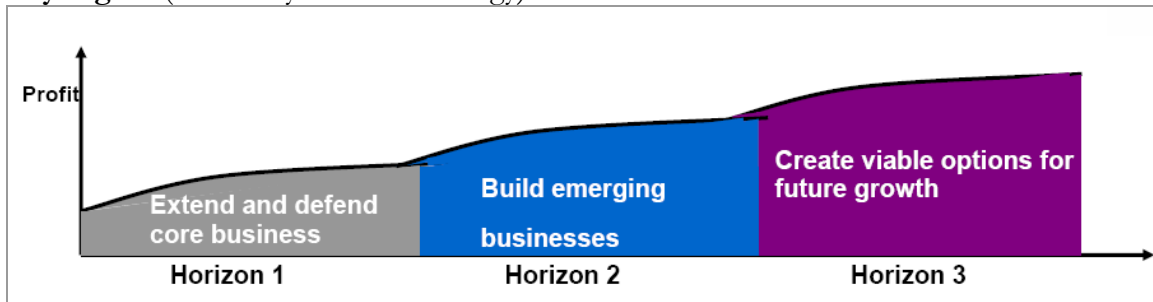 Profit
Extend and defend
core business
Build emerging
businesses
Create viable options for
future growth
Horizon 1
Horizon 2
Horizon 3